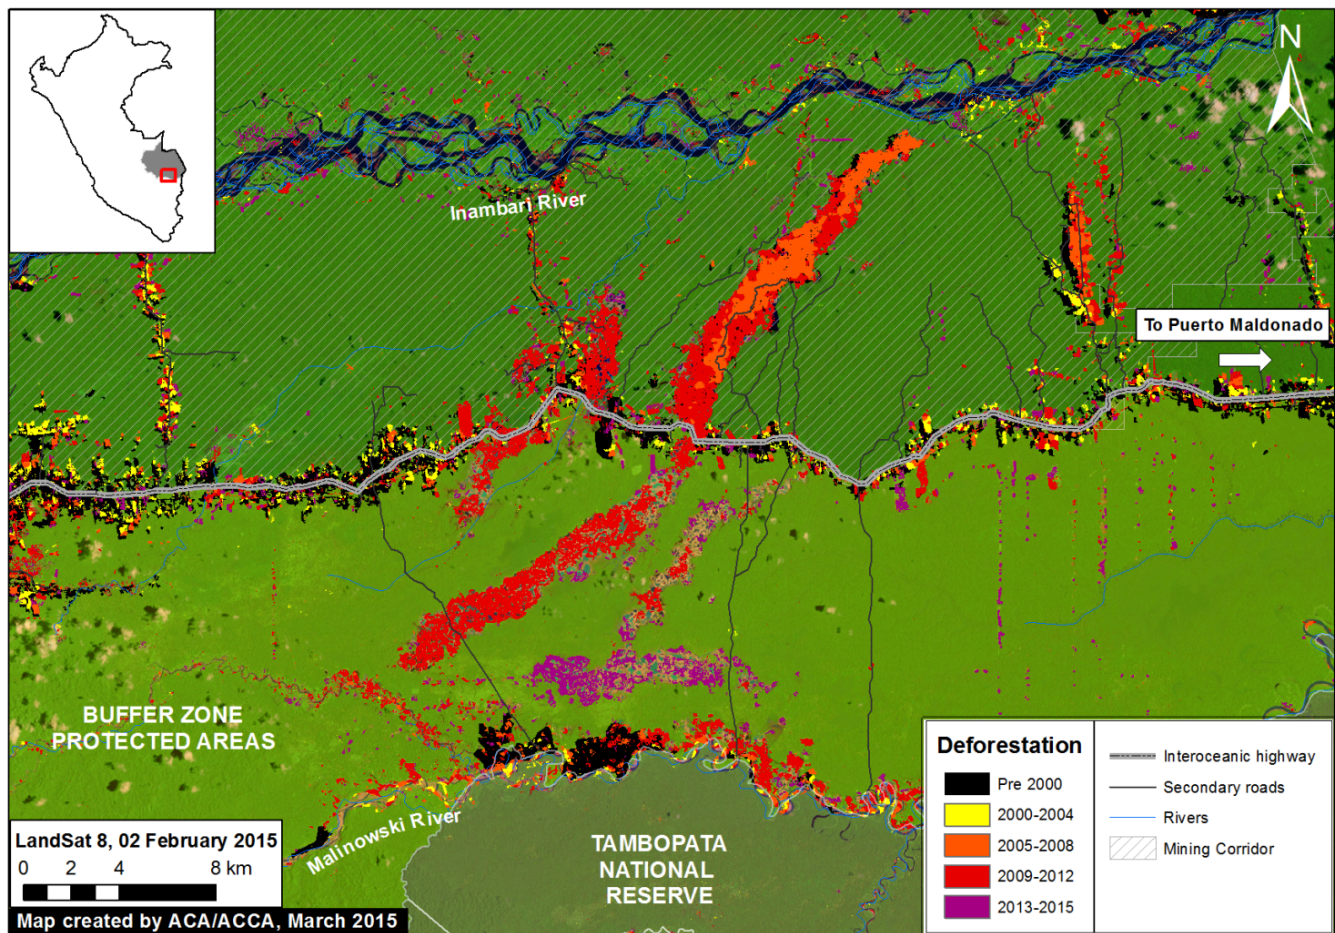 N
Inambari River
To Puerto Maldonado
BUFFER ZONE
PROTECTED AREAS
Malinowski River
TAMBOPATA
NATIONAL
RESERVE
LandSat 8, 02 February 2015
0 2 4 8 km
Map created by ACA/ACCA, March 2015
Deforestation
Pre 2000
2000-2004
2005-2008
2009-2012
2013-2015
Interoceanic highway
Secondary roads
Rivers
Mining Corridor